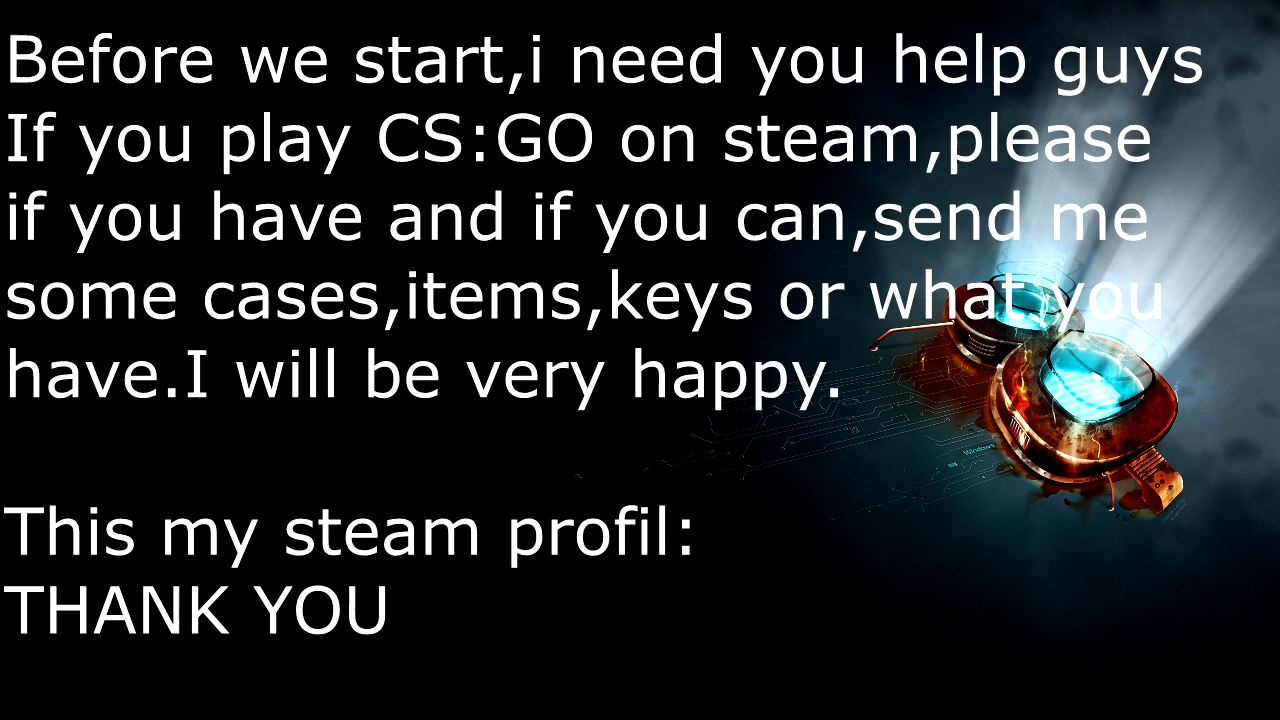 Before we start,i need you help guys
If you play CS:GO on steam,please
if you have and if you can,send me
some cases,items,keys or what you
have.I will be very happy.
Windows
This my steam profil:
THANK YOU